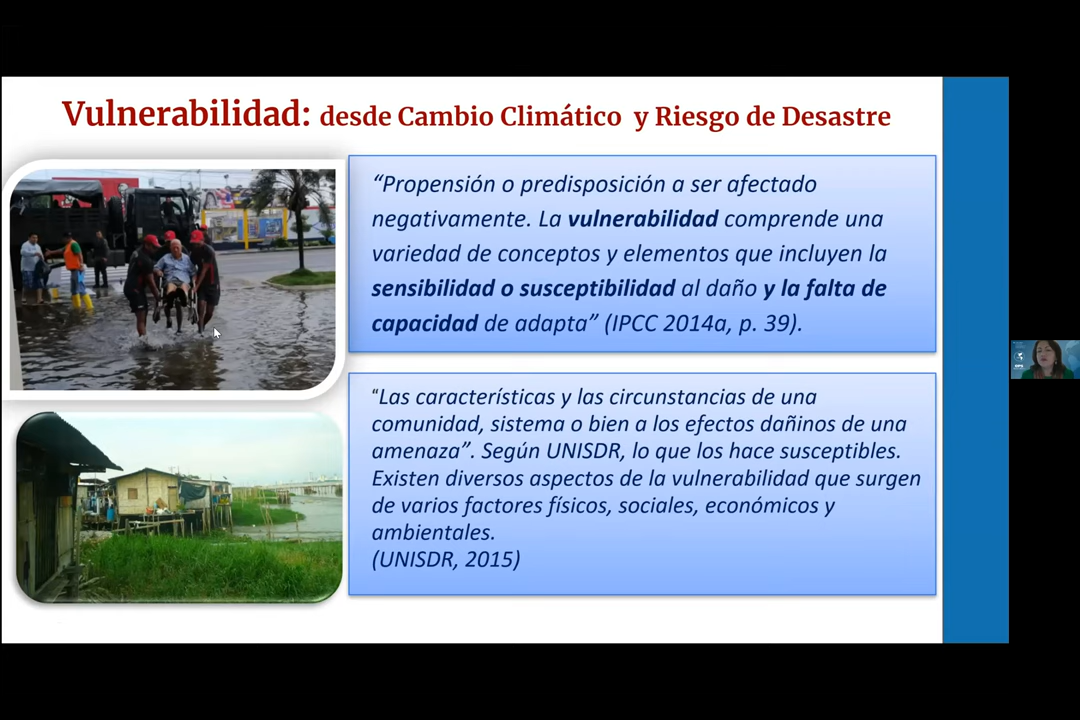 Vulnerabilidad: desde Cambio Climático y Riesgo de Desastre
“Propensión o predisposición a ser afectado
negativamente. La vulnerabilidad comprende una
variedad de conceptos y elementos que incluyen la
sensibilidad o susceptibilidad al daño y la falta de
capacidad de adapta” (IPCC 2014a, p. 39).
“Las características y las circunstancias de una
comunidad, sistema o bien a los efectos dañinos de una
amenaza”. Según UNISDR, lo que los hace susceptibles.
Existen diversos aspectos de la vulnerabilidad que surgen
de varios factores físicos, sociales, económicos y
ambientales.
(UNISDR, 2015)